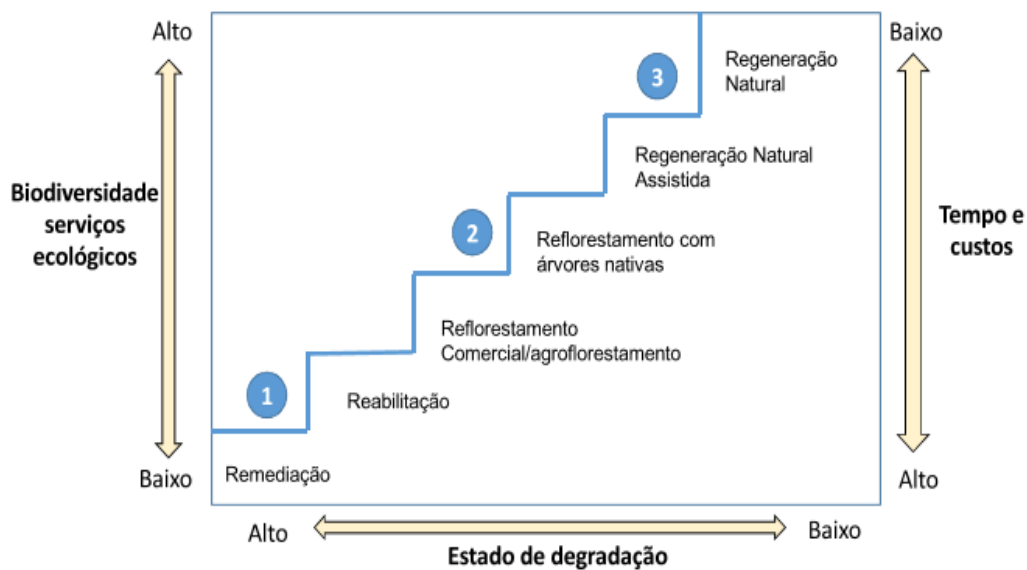 Alto
Baixo
3
Regeneração
Natural
Regeneração Natural
Assistida
Biodiversidade
serviços
ecológicos
Tempo e
custos
2
Reflorestamento com
árvores nativas
Reflorestamento
Comercial/agroflorestamento
1
Reabilitação
Baixo
Remediação
Alto
Alto
Baixo
Estado de degradação